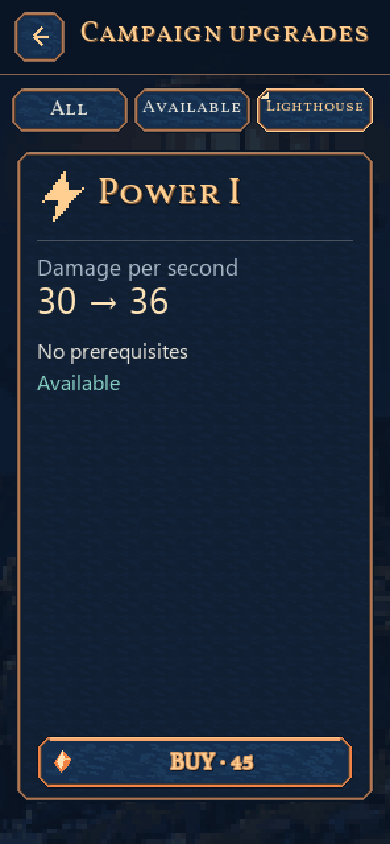 Campaign upgrades
All
Available
Lighthouse
Power I
Damage per second
30 → 36
No prerequisites
Available
BUY · 45